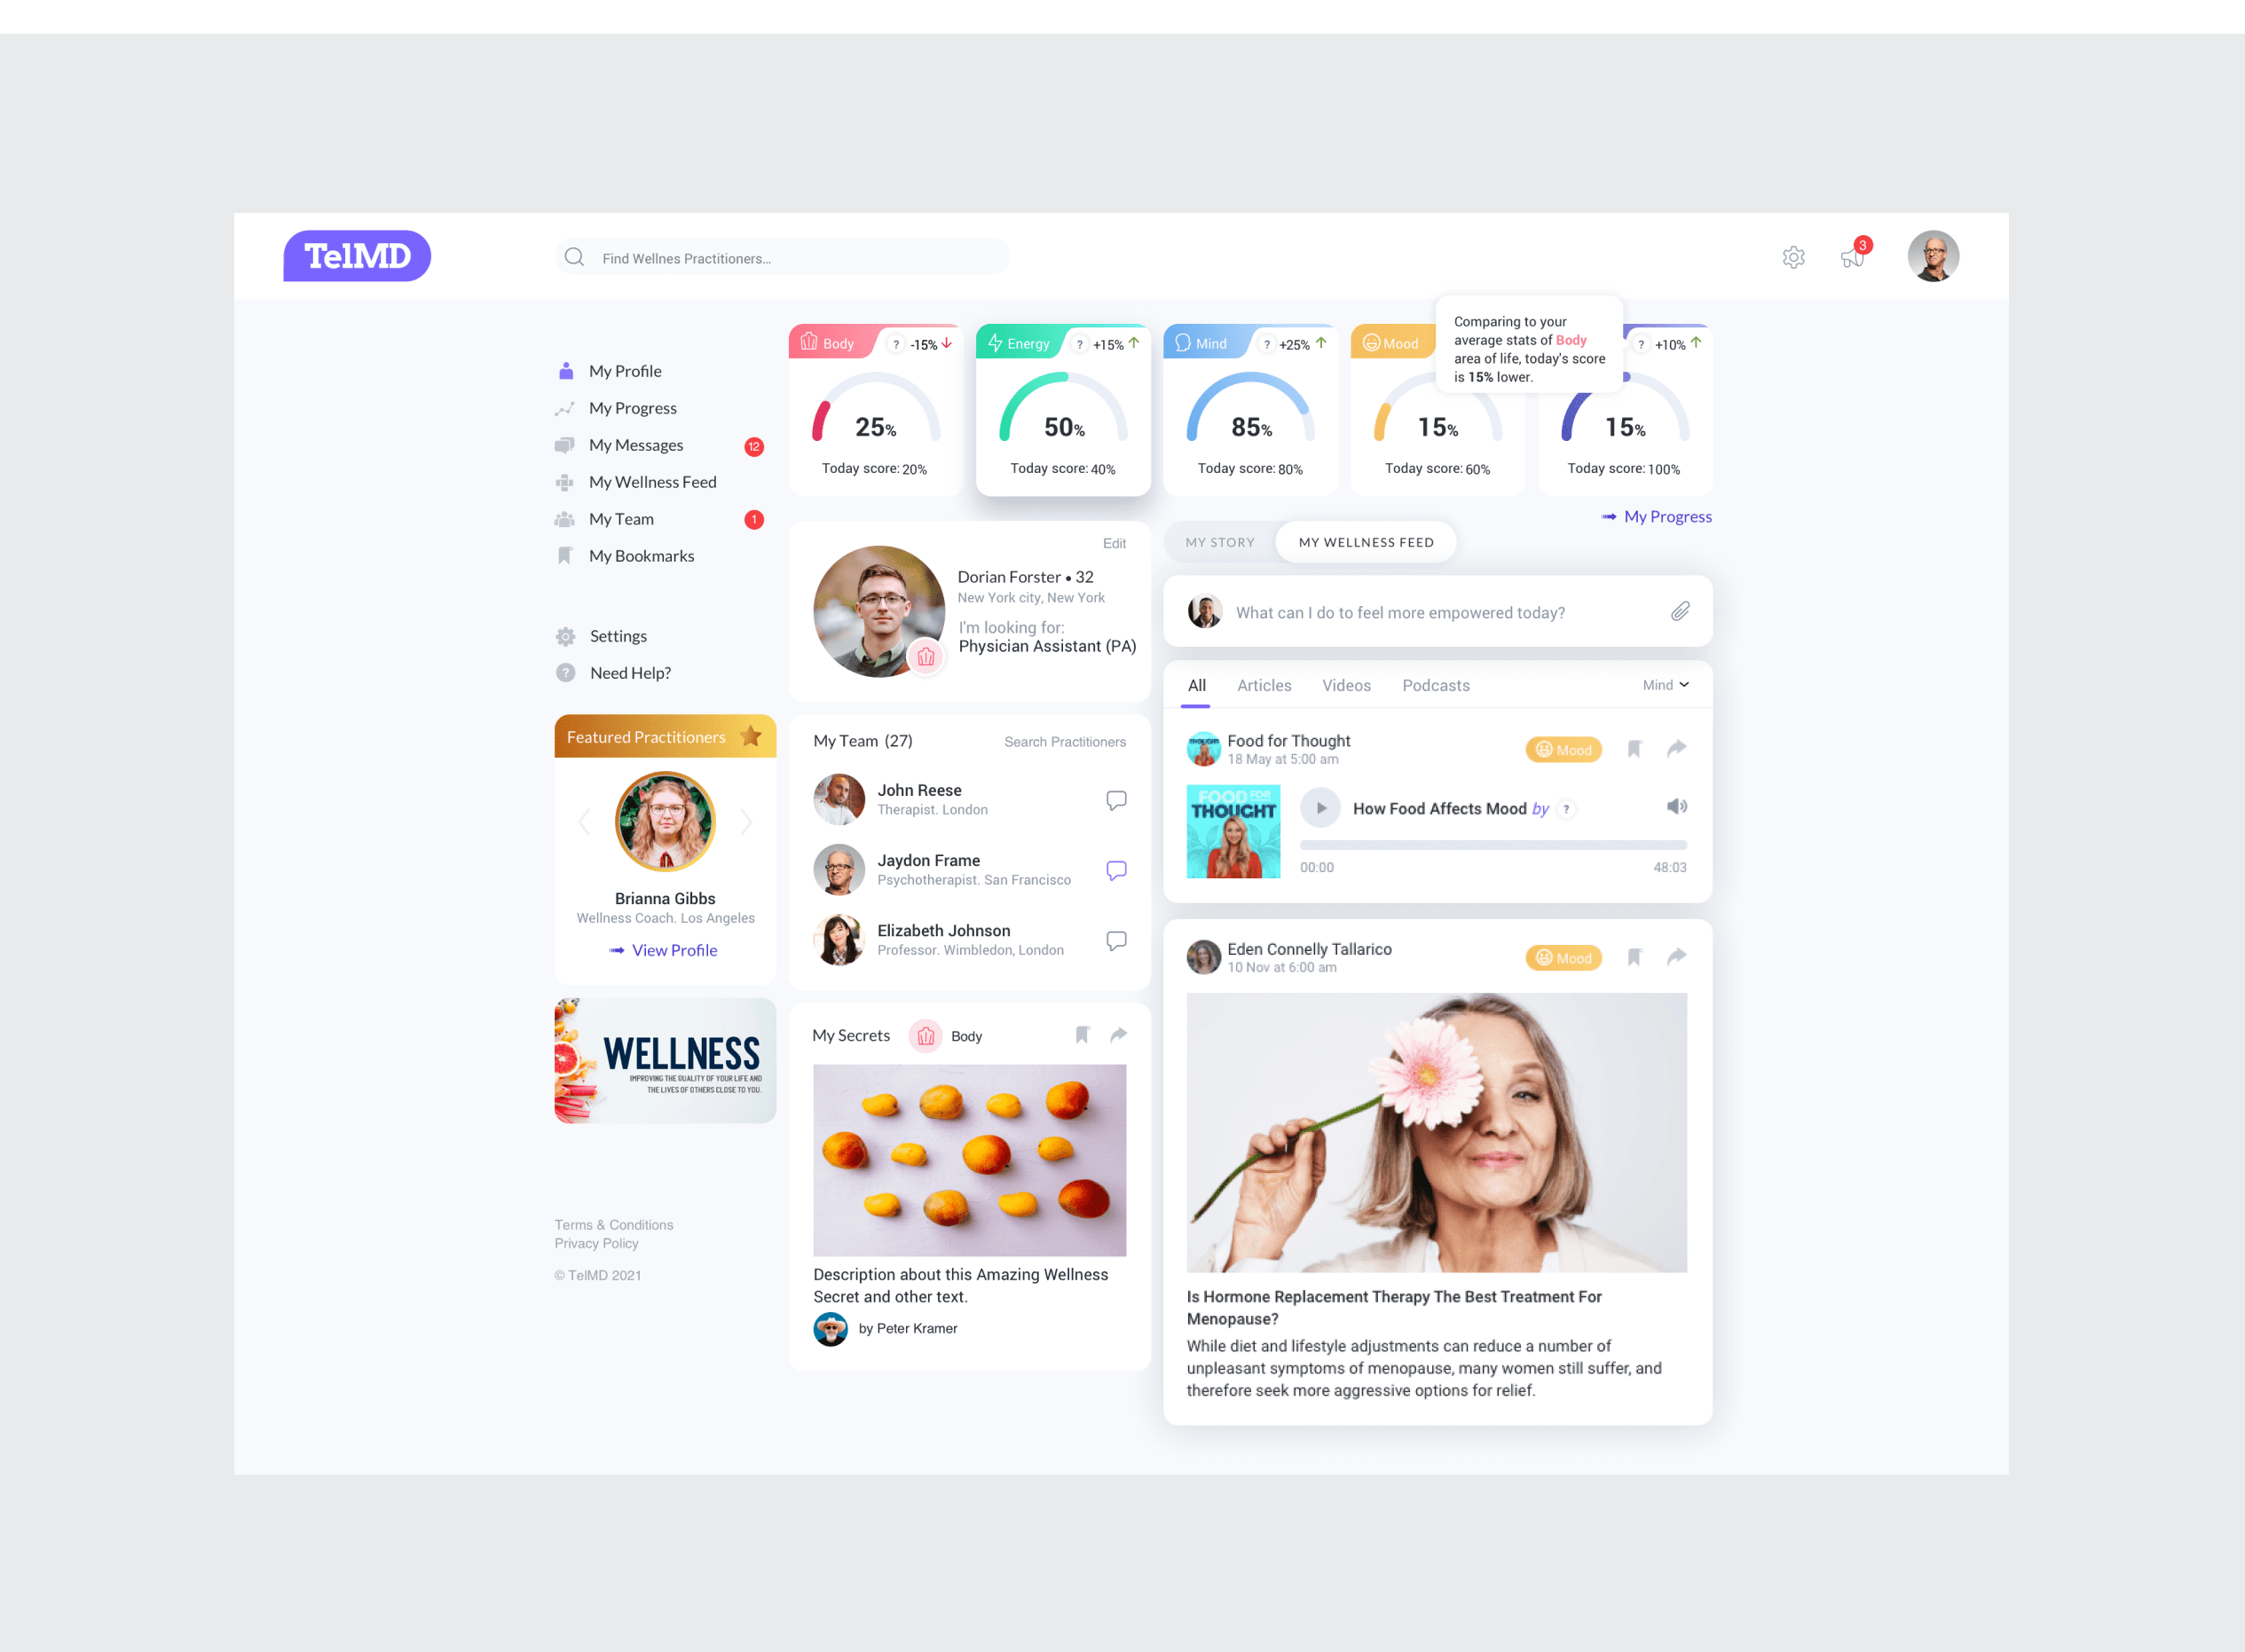 TelMD
Find Wellnes Practitioners...
3
My Profile
My Progress
My Messages
12
My Wellness Feed
My Team
1
My Bookmarks
Settings
? Need Help?
Featured Practitioners
Brianna Gibbs
Wellness Coach. Los Angeles
View Profile
WELLNESS
IMPROVING THE QUALITY OF YOUR LIFE AND
THE LIVES OF OTHERS CLOSE TO YOU.
Terms & Conditions
Privacy Policy
© TelMD 2021
Body
? -15%
25%
Today score: 20%
Energy
? +15%
50%
Today score: 40%
Mind
? +25%
85%
Today score: 80%
Mood
15%
Today score: 60%
Comparing to your
average stats of Body
area of life, today's score
is 15% lower.
? +10%
15%
Today score: 100%
My Progress
Edit
Dorian Forster • 32
New York city, New York
I'm looking for:
Physician Assistant (PA)
My Team (27)
Search Practitioners
John Reese
Therapist. London
Jaydon Frame
Psychotherapist. San Francisco
Elizabeth Johnson
Professor. Wimbledon, London
My Secrets
Body
Description about this Amazing Wellness
Secret and other text.
by Peter Kramer
MY STORY
MY WELLNESS FEED
What can I do to feel more empowered today?
All
Articles
Videos
Podcasts
Mind
THOUGHT
Food for Thought
18 May at 5:00 am
Mood
FOOD FOR
THOUGHT
How Food Affects Mood by ?
00:00
48:03
Eden Connelly Tallarico
10 Nov at 6:00 am
Mood
Is Hormone Replacement Therapy The Best Treatment For
Menopause?
While diet and lifestyle adjustments can reduce a number of
unpleasant symptoms of menopause, many women still suffer, and
therefore seek more aggressive options for relief.